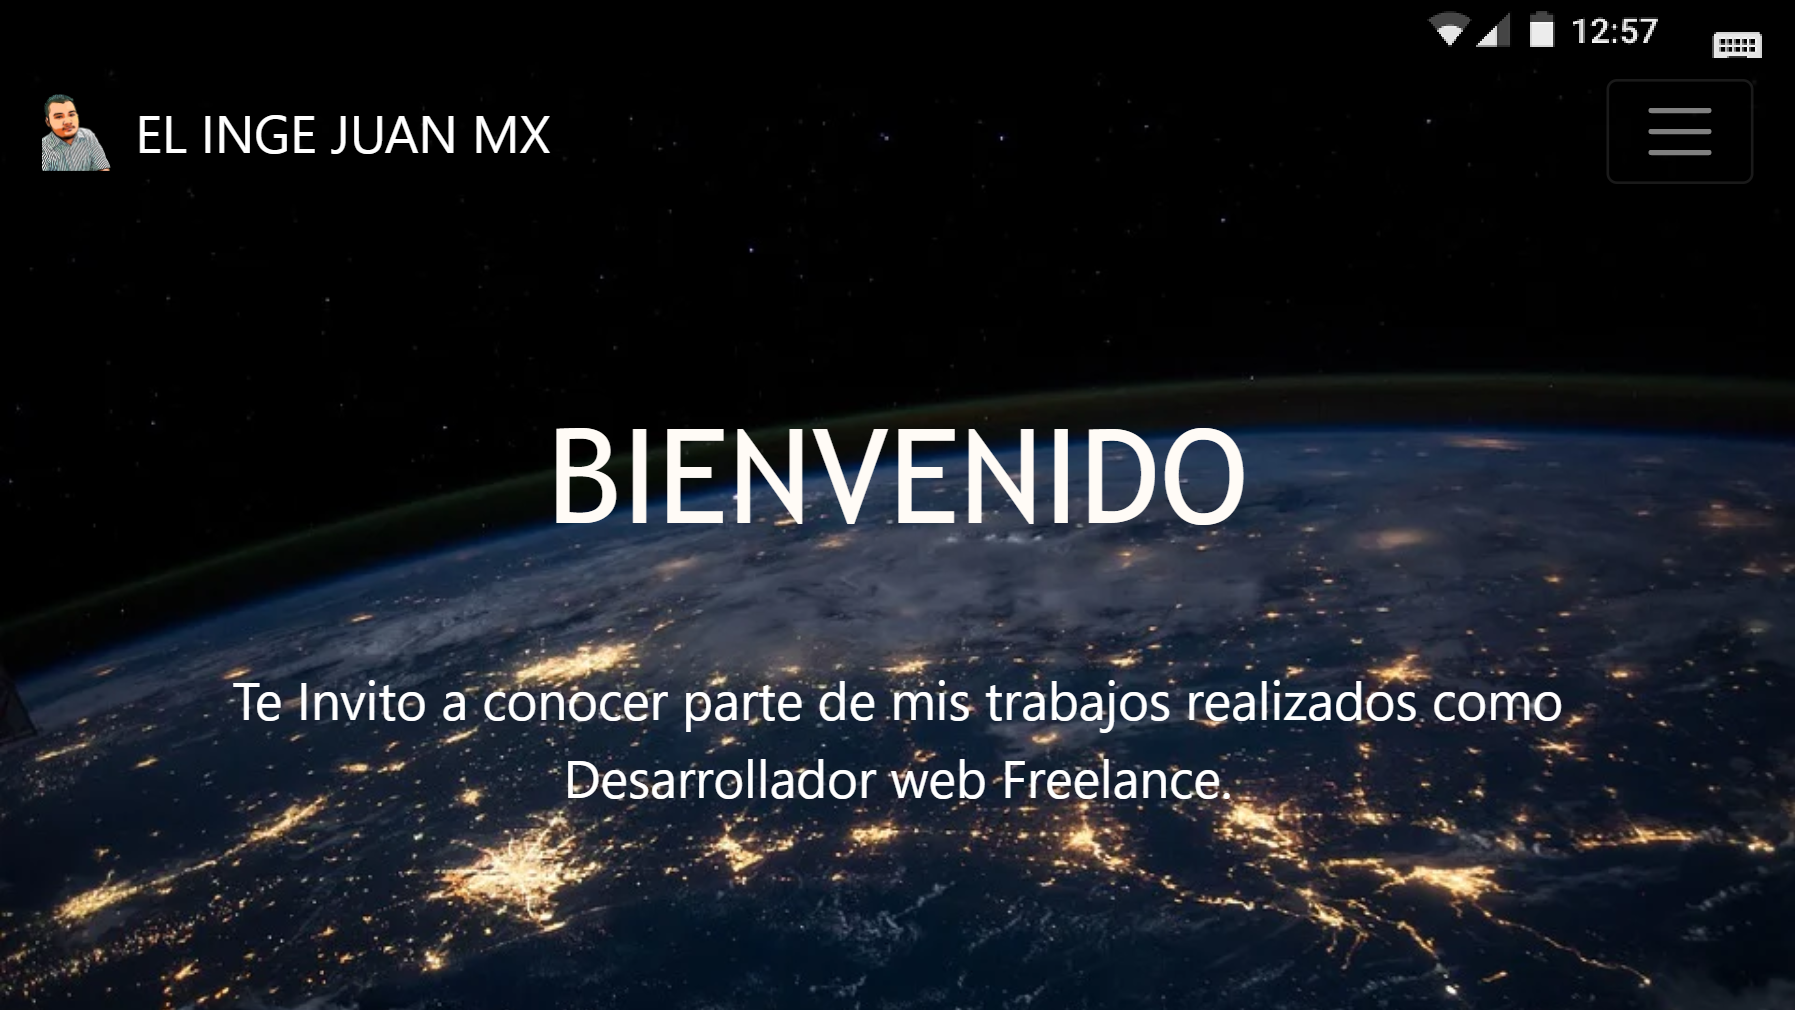 12:57
EL INGE JUAN MX
BIENVENIDO
Te Invito a conocer parte de mis trabajos realizados como
Desarrollador web Freelance.